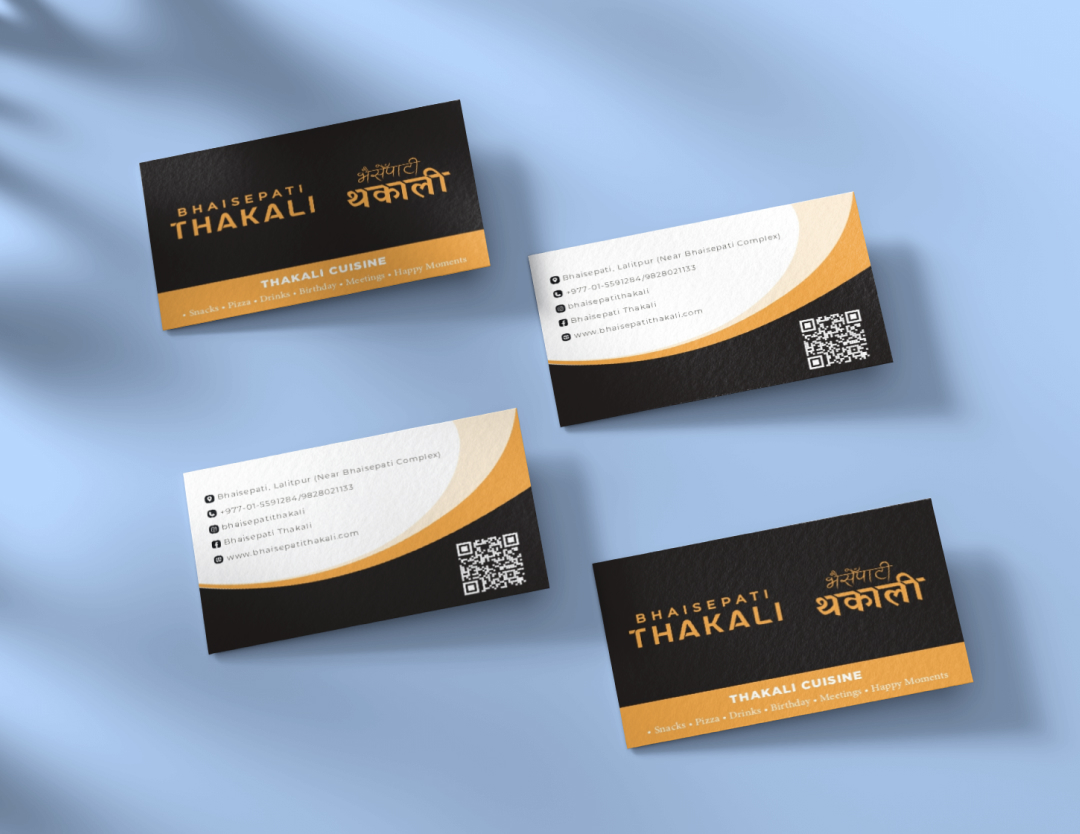 BHAISEPATI
THAKALI
भैसेँपाटी
थकाली
THAKALI CUISINE
• Snacks • Pizza • Drinks • Birthday • Meetings • Happy Moments
Bhaisepati, Lalitpur (Near Bhaisepati Complex)
+977-01-5591284/9828021133
bhaisepatithakali
Bhaisepati Thakali
www.bhaisepatithakali.com
Bhaisepati, Lalitpur (Near Bhaisepati Complex)
+977-01-5591284/9828021133
bhaisepatithakali
Bhaisepati Thakali
www.bhaisepatithakali.com
BHAISEPATI
THAKALI
भैसेँपाटी
थकाली
THAKALI CUISINE
• Snacks • Pizza • Drinks • Birthday • Meetings • Happy Moments